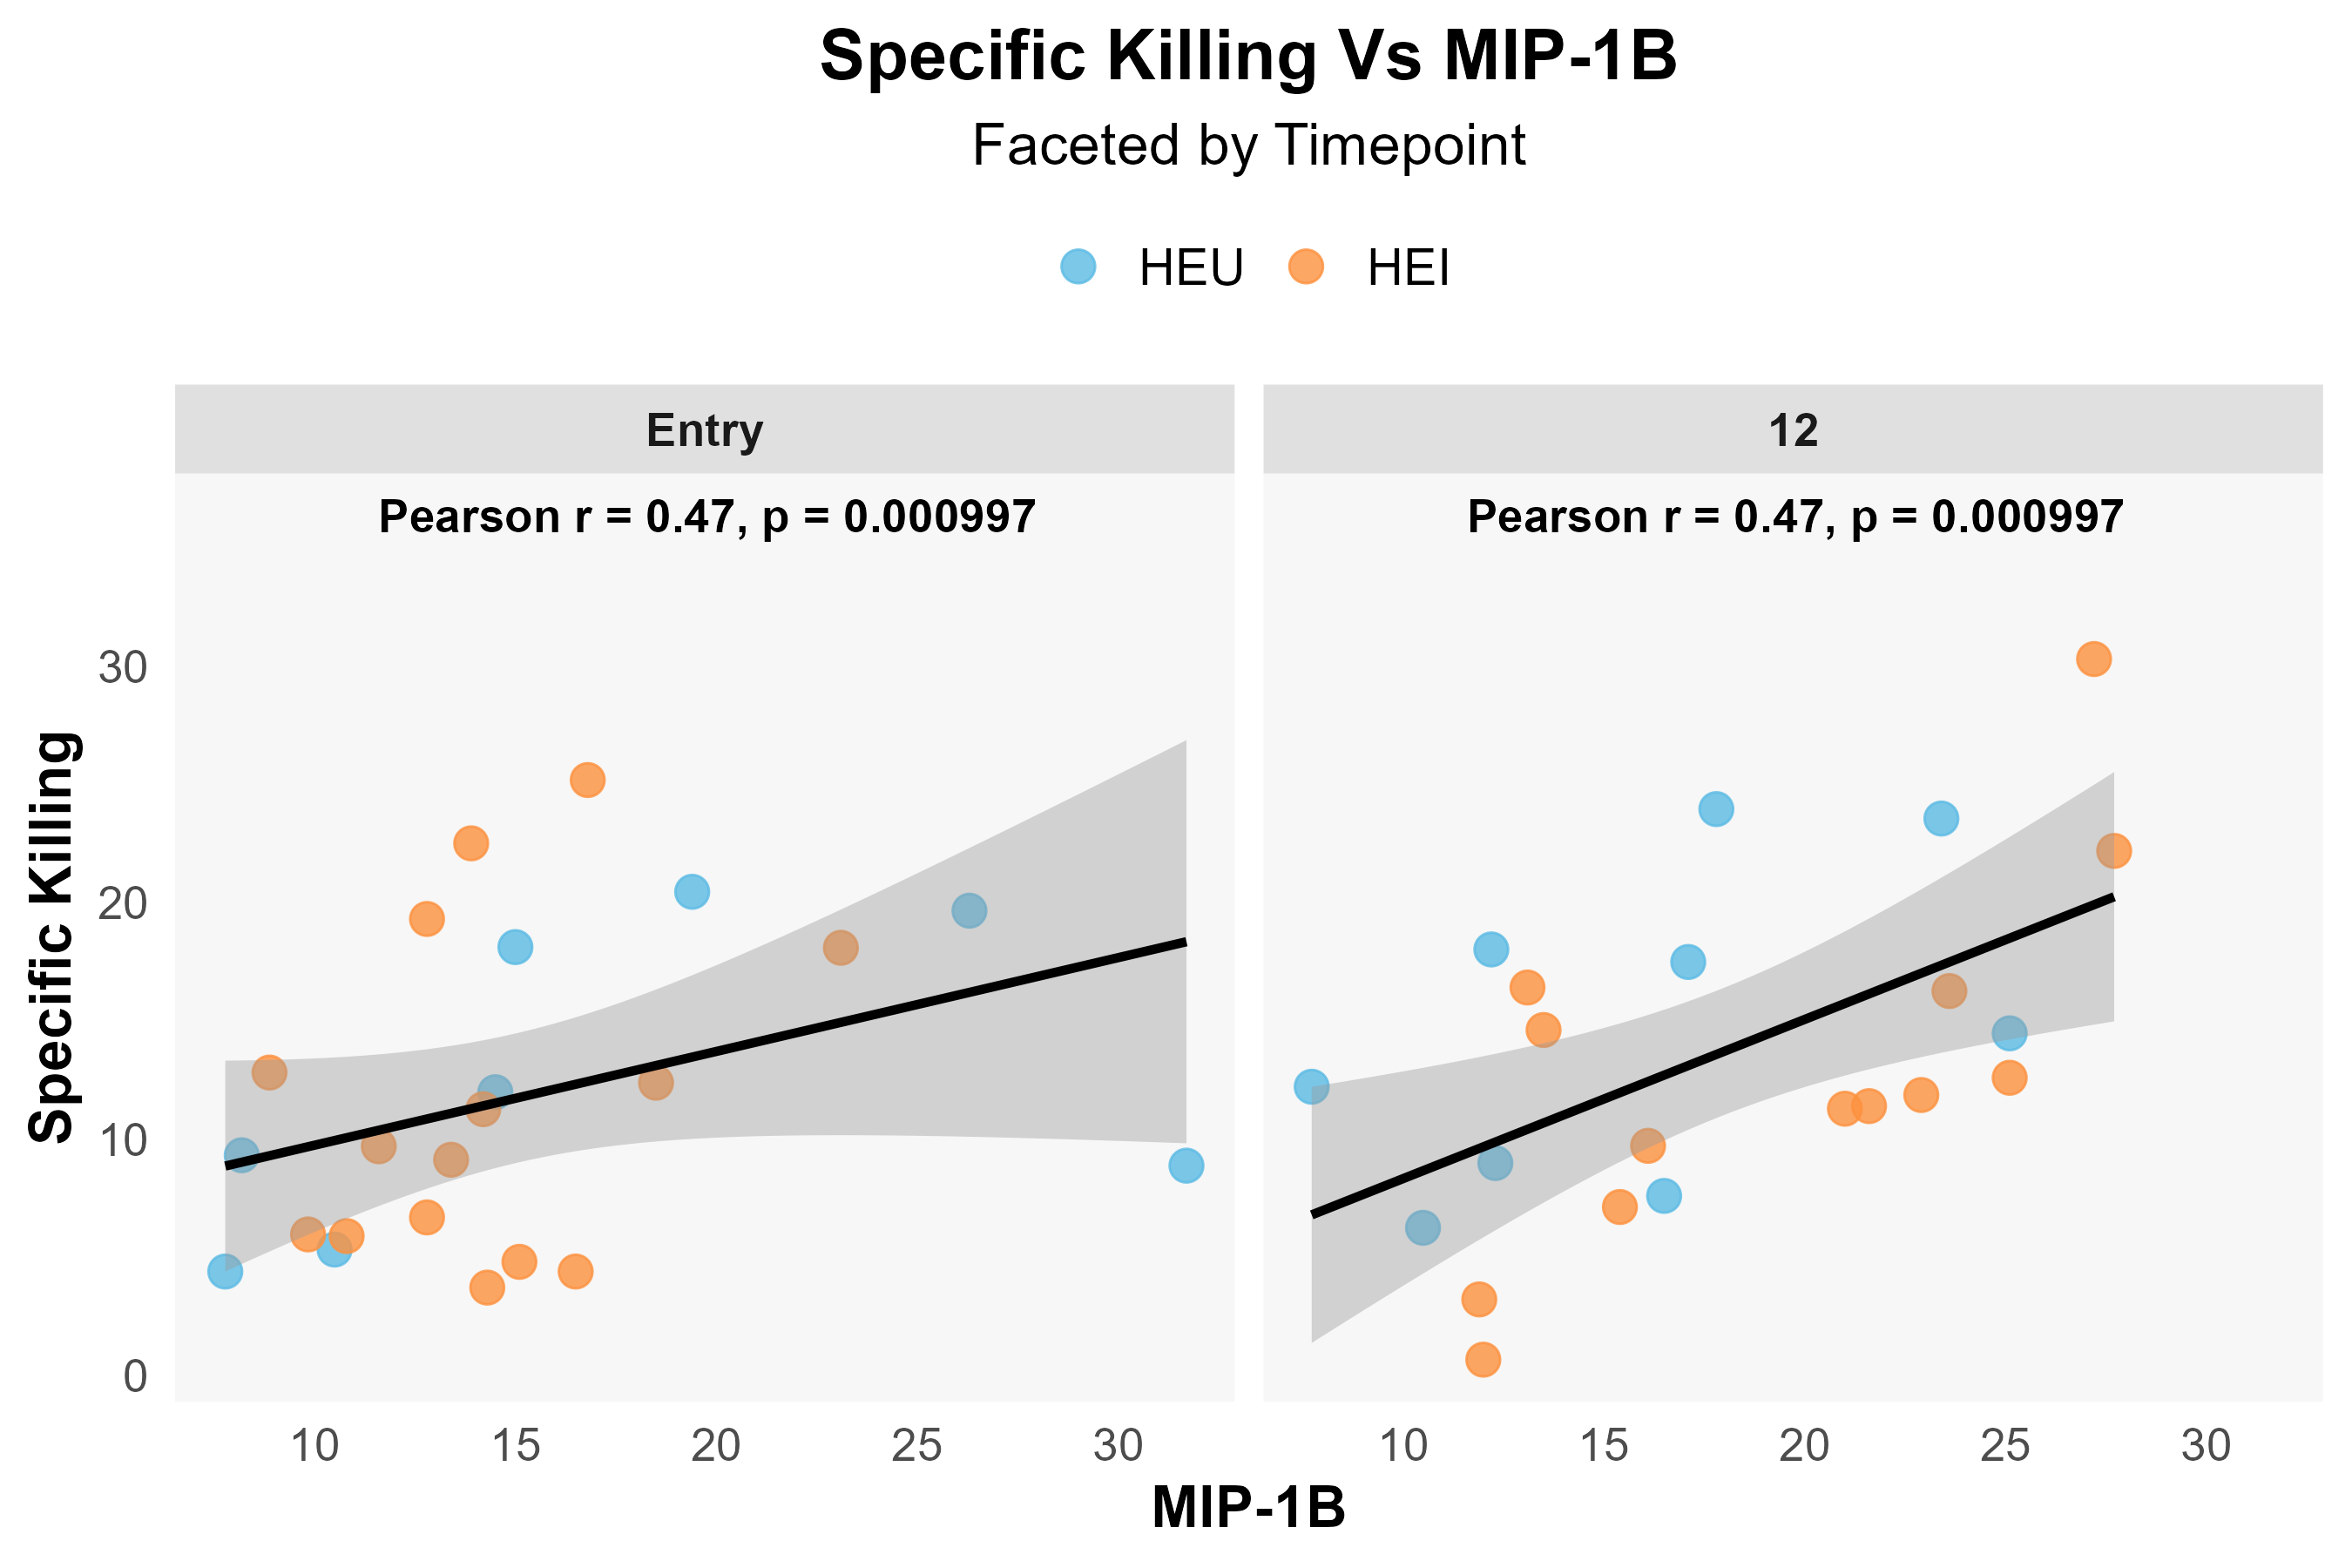 Specific Killing Vs MIP-1B
Faceted by Timepoint
HEU HEI
Entry
12
Pearson r = 0.47, p = 0.000997
Pearson r = 0.47, p = 0.000997
Specific Killing
30
20
10
0
10 15 20 25 30
10 15 20 25 30
MIP-1B